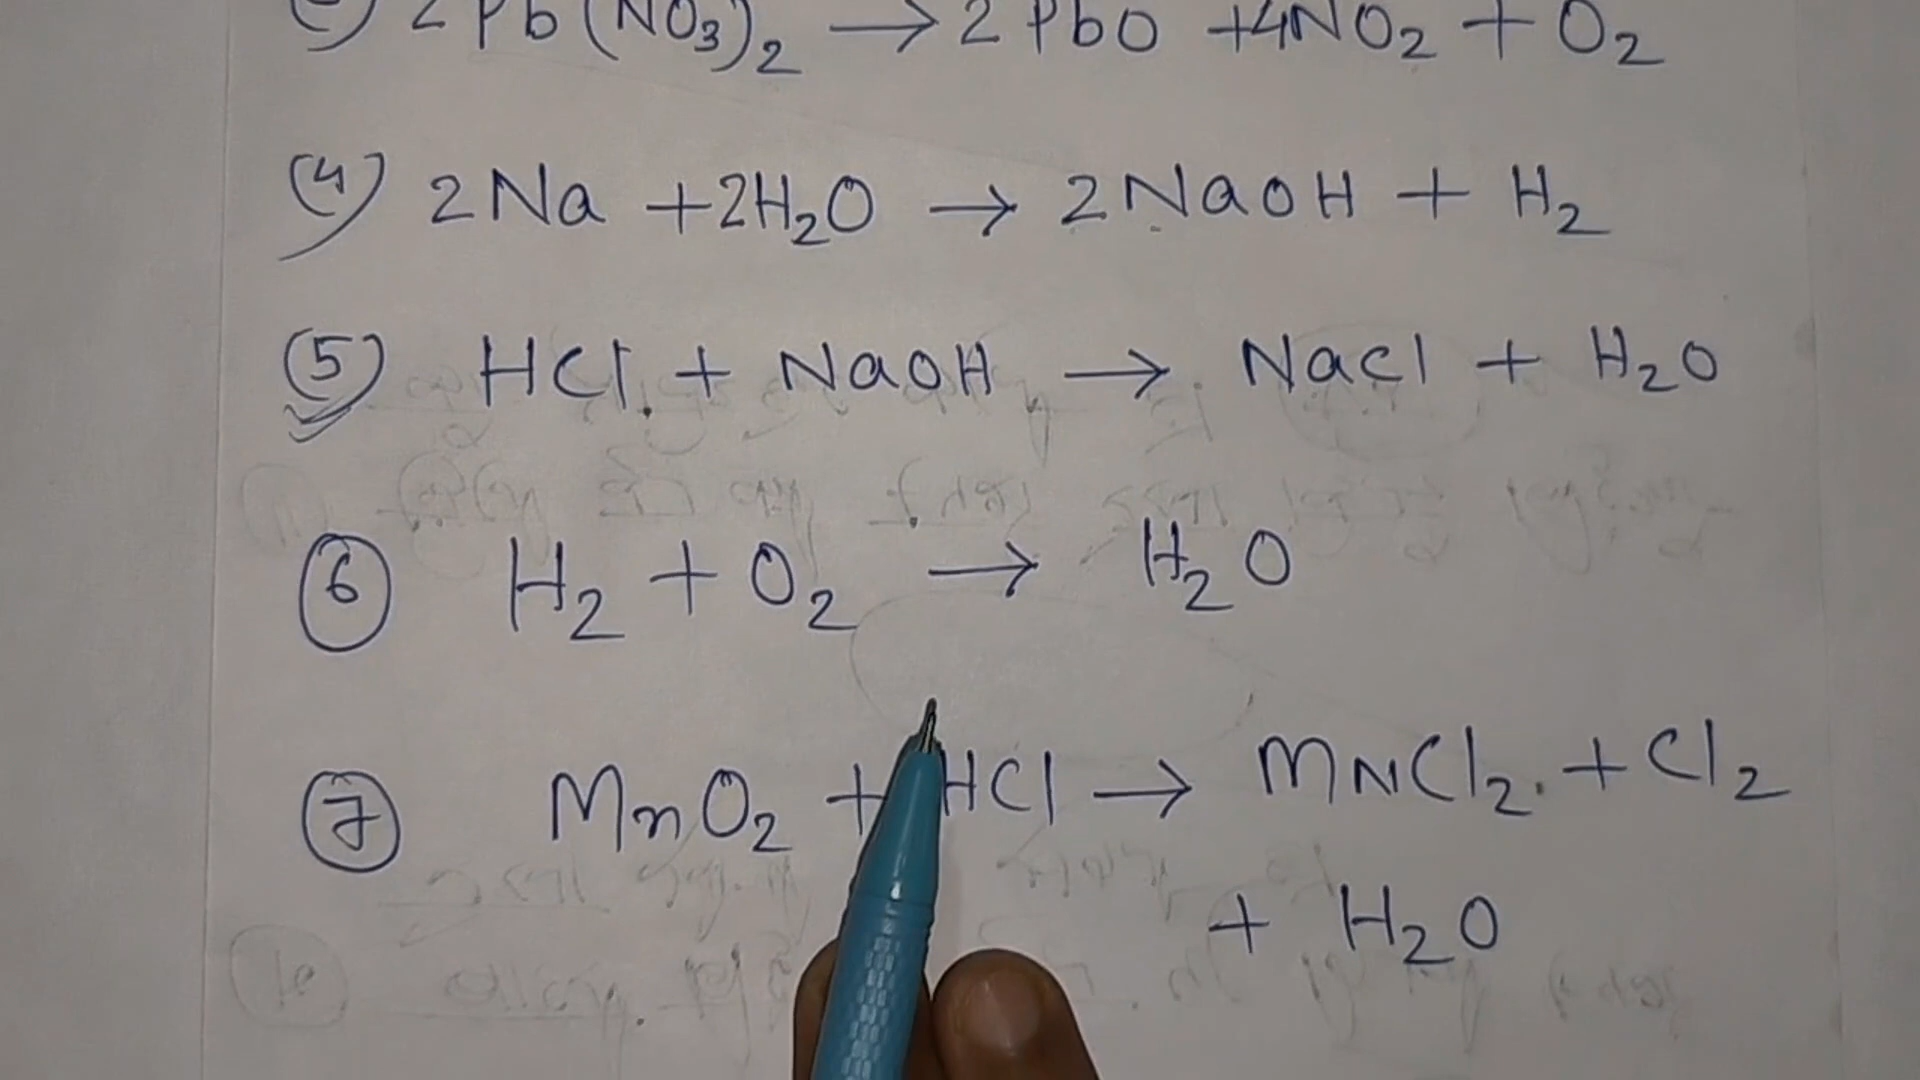 2Pb(NO₃)₂ → 2PbO + 4NO₂ + O₂
(4) 2Na + 2H₂O → 2NaOH + H₂
(5) HCl + NaOH → NaCl + H₂O
6 H₂ + O₂ → H₂O
7 MnO₂ + HCl → MnCl₂ + Cl₂
+ H₂O